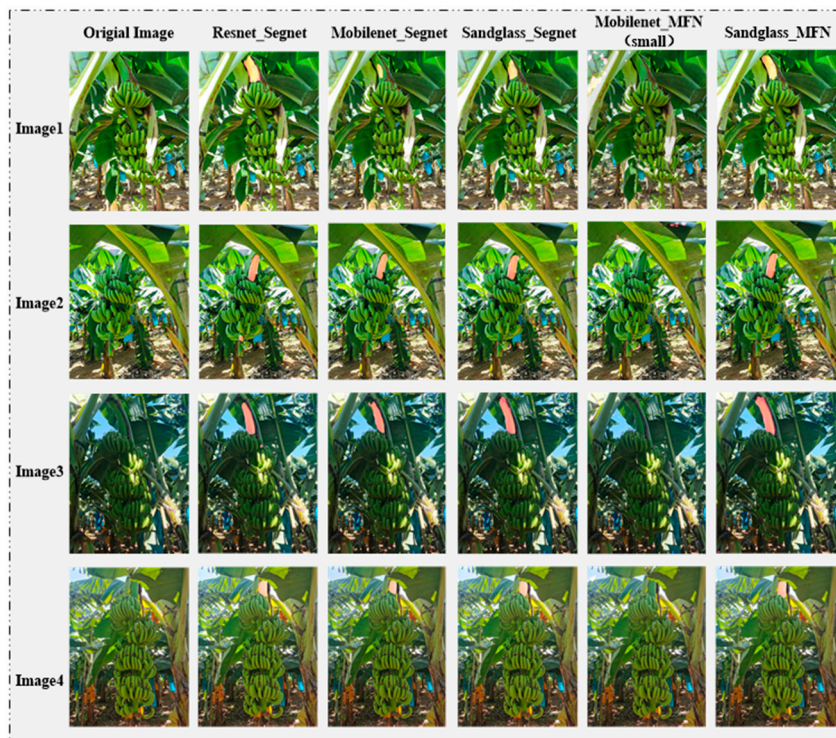 Origial Image Resnet_Segnet Mobilenet_Segnet Sandglass_Segnet Mobilenet_MFN（small） Sandglass_MFN
Image1
Image2
Image3
Image4